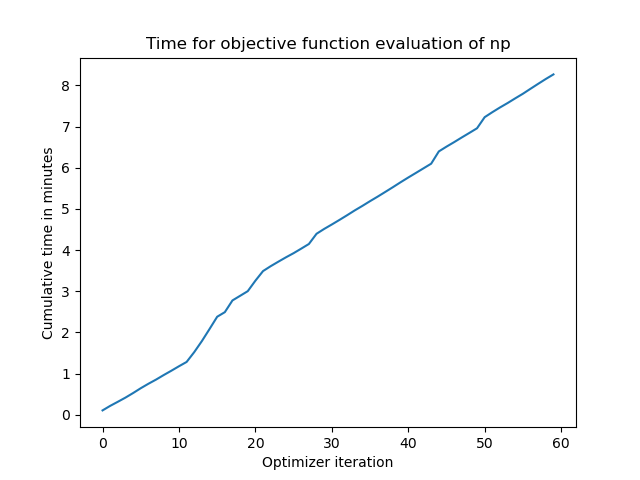 Time for objective function evaluation of np
Cumulative time in minutes
8
7
6
5
4
3
2
1
0
0 10 20 30 40 50 60
Optimizer iteration